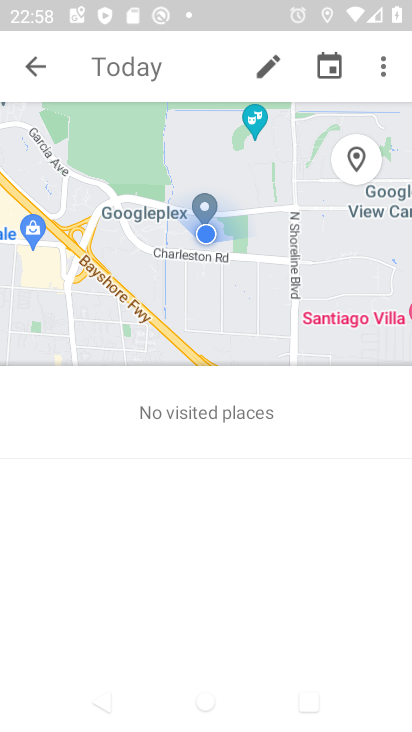 22:58
Today
Garcia Ave
Googleplex
Googl
View Car
ale
Charleston Rd
N Shoreline Blvd
Bayshore Fwy
Santiago Villa
No visited places